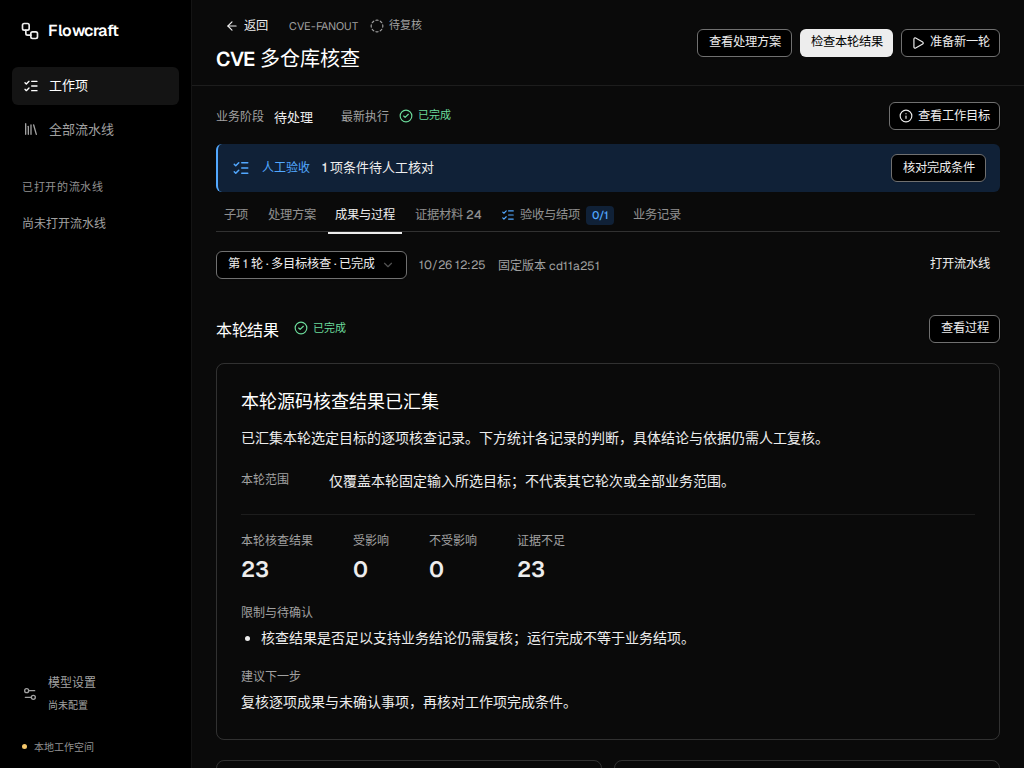 Flowcraft
工作项
全部流水线
已打开的流水线
尚未打开流水线
模型设置
尚未配置
本地工作空间
返回 CVE-FANOUT 待复核
CVE 多仓库核查
查看处理方案 检查本轮结果 准备新一轮
业务阶段 待处理 最新执行 已完成 查看工作目标
人工验收 1 项条件待人工核对 核对完成条件
子项 处理方案 成果与过程 证据材料 24 验收与结项 0/1 业务记录
第 1 轮 · 多目标核查 · 已完成 10/26 12:25 固定版本 cd11a251 打开流水线
本轮结果 已完成 查看过程
本轮源码核查结果已汇集
已汇集本轮选定目标的逐项核查记录。下方统计各记录的判断，具体结论与依据仍需人工复核。
本轮范围 仅覆盖本轮固定输入所选目标；不代表其它轮次或全部业务范围。
本轮核查结果 受影响 不受影响 证据不足
23 0 0 23
限制与待确认
• 核查结果是否足以支持业务结论仍需复核；运行完成不等于业务结项。
建议下一步
复核逐项成果与未确认事项，再核对工作项完成条件。